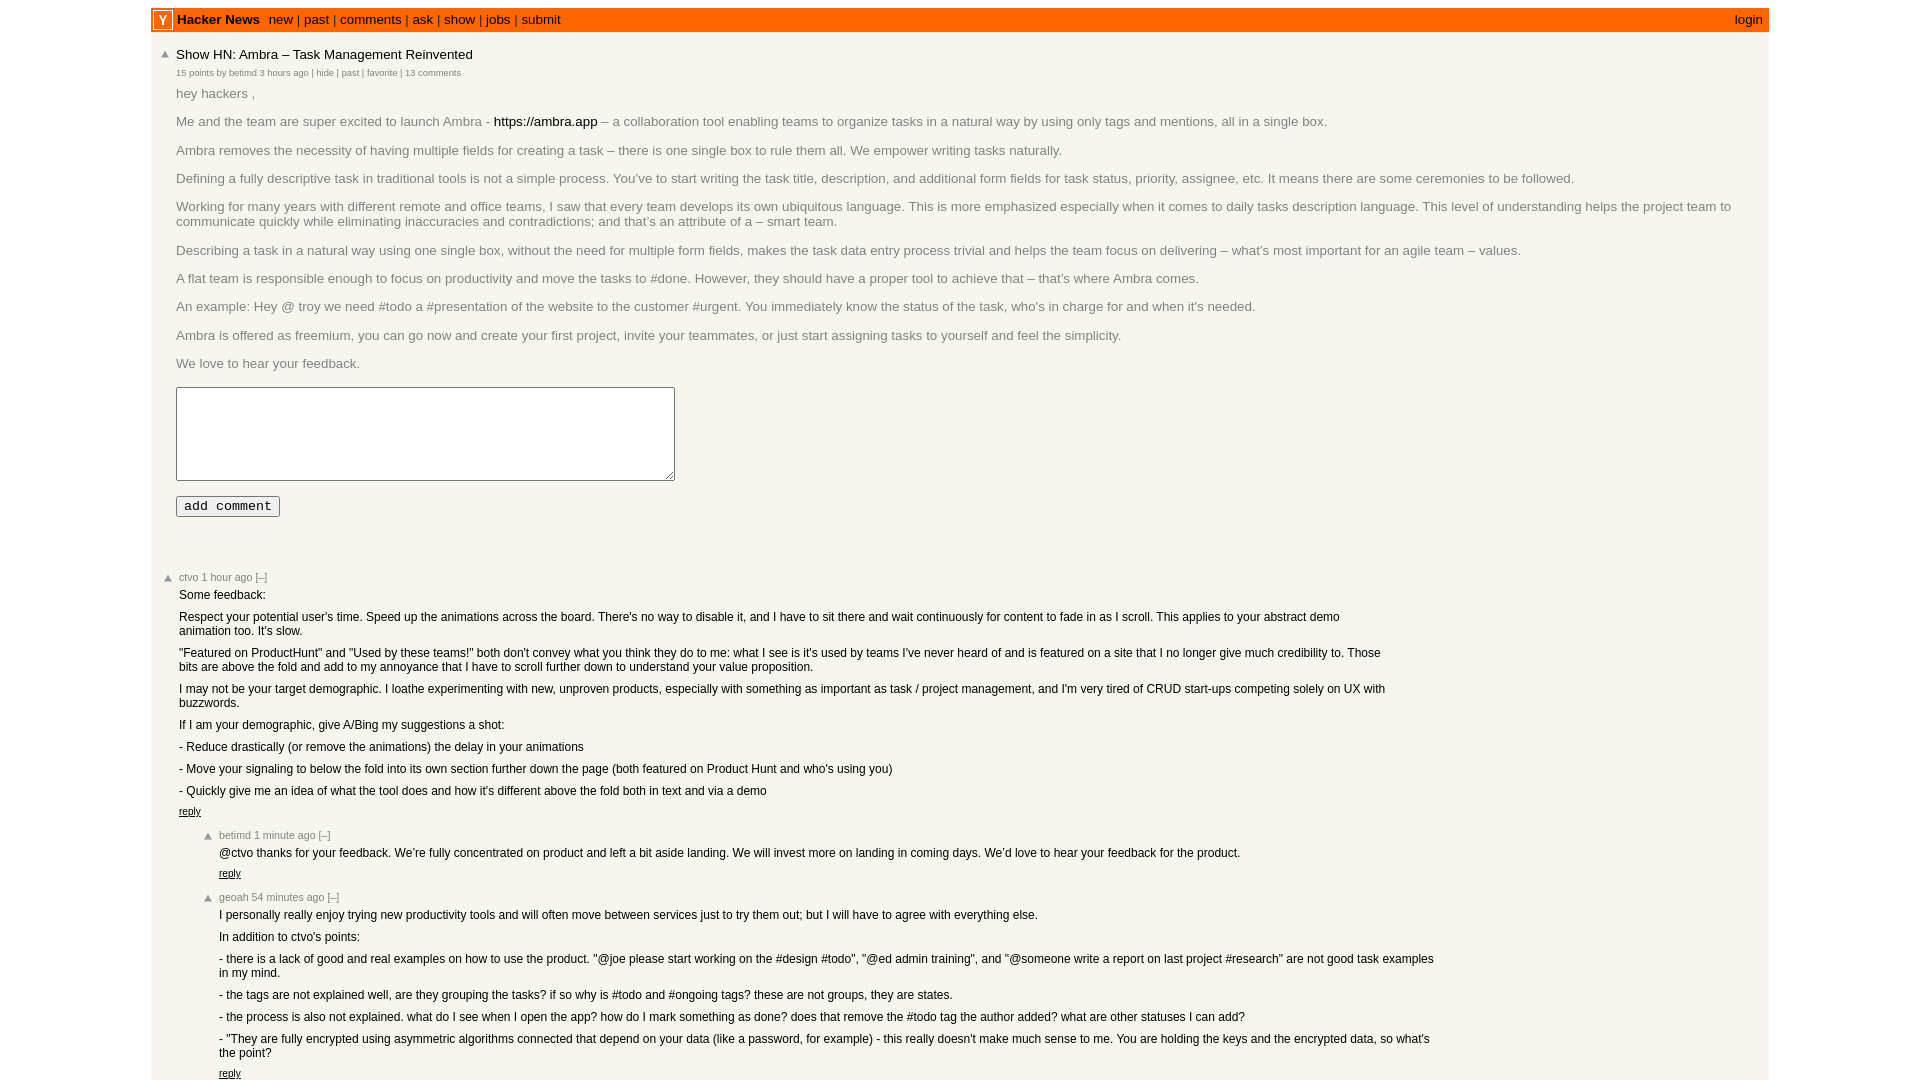 Y Hacker News new | past | comments | ask | show | jobs | submit login
Show HN: Ambra – Task Management Reinvented
15 points by betimd 3 hours ago | hide | past | favorite | 13 comments
hey hackers ,
Me and the team are super excited to launch Ambra - https://ambra.app – a collaboration tool enabling teams to organize tasks in a natural way by using only tags and mentions, all in a single box.
Ambra removes the necessity of having multiple fields for creating a task – there is one single box to rule them all. We empower writing tasks naturally.
Defining a fully descriptive task in traditional tools is not a simple process. You've to start writing the task title, description, and additional form fields for task status, priority, assignee, etc. It means there are some ceremonies to be followed.
Working for many years with different remote and office teams, I saw that every team develops its own ubiquitous language. This is more emphasized especially when it comes to daily tasks description language. This level of understanding helps the project team to
communicate quickly while eliminating inaccuracies and contradictions; and that's an attribute of a – smart team.
Describing a task in a natural way using one single box, without the need for multiple form fields, makes the task data entry process trivial and helps the team focus on delivering – what's most important for an agile team – values.
A flat team is responsible enough to focus on productivity and move the tasks to #done. However, they should have a proper tool to achieve that – that's where Ambra comes.
An example: Hey @ troy we need #todo a #presentation of the website to the customer #urgent. You immediately know the status of the task, who's in charge for and when it's needed.
Ambra is offered as freemium, you can go now and create your first project, invite your teammates, or just start assigning tasks to yourself and feel the simplicity.
We love to hear your feedback.
add comment
ctvo 1 hour ago [–]
Some feedback:
Respect your potential user's time. Speed up the animations across the board. There's no way to disable it, and I have to sit there and wait continuously for content to fade in as I scroll. This applies to your abstract demo
animation too. It's slow.
"Featured on ProductHunt" and "Used by these teams!" both don't convey what you think they do to me: what I see is it's used by teams I've never heard of and is featured on a site that I no longer give much credibility to. Those
bits are above the fold and add to my annoyance that I have to scroll further down to understand your value proposition.
I may not be your target demographic. I loathe experimenting with new, unproven products, especially with something as important as task / project management, and I'm very tired of CRUD start-ups competing solely on UX with
buzzwords.
If I am your demographic, give A/Bing my suggestions a shot:
- Reduce drastically (or remove the animations) the delay in your animations
- Move your signaling to below the fold into its own section further down the page (both featured on Product Hunt and who's using you)
- Quickly give me an idea of what the tool does and how it's different above the fold both in text and via a demo
reply
betimd 1 minute ago [–]
@ctvo thanks for your feedback. We're fully concentrated on product and left a bit aside landing. We will invest more on landing in coming days. We'd love to hear your feedback for the product.
reply
geoah 54 minutes ago [–]
I personally really enjoy trying new productivity tools and will often move between services just to try them out; but I will have to agree with everything else.
In addition to ctvo's points:
- there is a lack of good and real examples on how to use the product. "@joe please start working on the #design #todo", "@ed admin training", and "@someone write a report on last project #research" are not good task examples
in my mind.
- the tags are not explained well, are they grouping the tasks? if so why is #todo and #ongoing tags? these are not groups, they are states.
- the process is also not explained. what do I see when I open the app? how do I mark something as done? does that remove the #todo tag the author added? what are other statuses I can add?
- "They are fully encrypted using asymmetric algorithms connected that depend on your data (like a password, for example) - this really doesn't make much sense to me. You are holding the keys and the encrypted data, so what's
the point?
reply